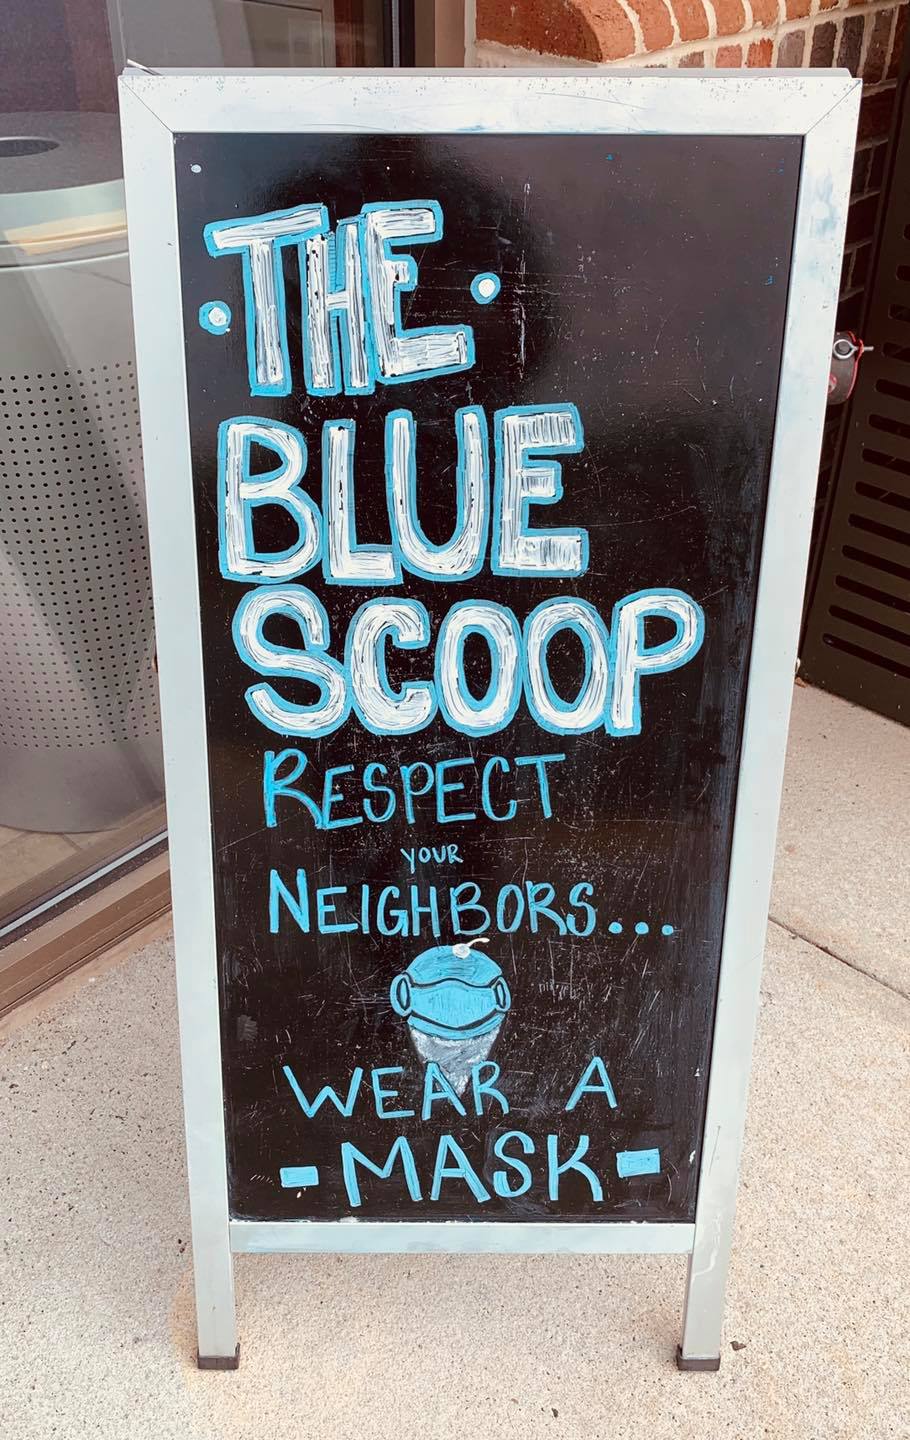 • THE •
BLUE
SCOOP
RESPECT
YOUR
NEIGHBORS...
WEAR A
- MASK -